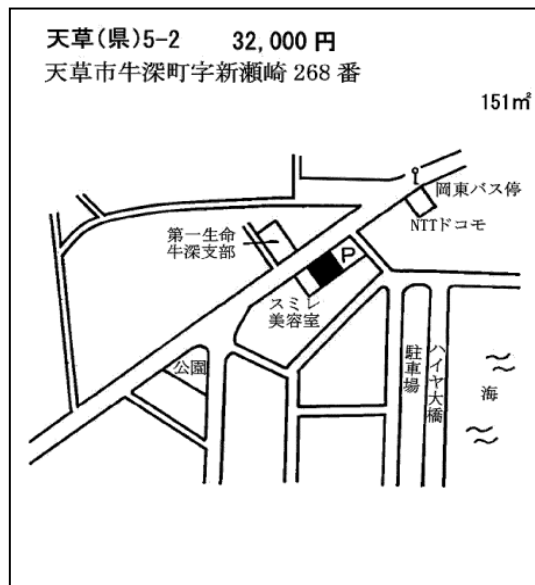 天草(県)5-2 32,000円
天草市牛深町字新瀬崎268番
151㎡
岡東バス停
NTTドコモ
第一生命
牛深支部
P
スミレ
美容室
公園
駐車場
ハイヤ大橋
海